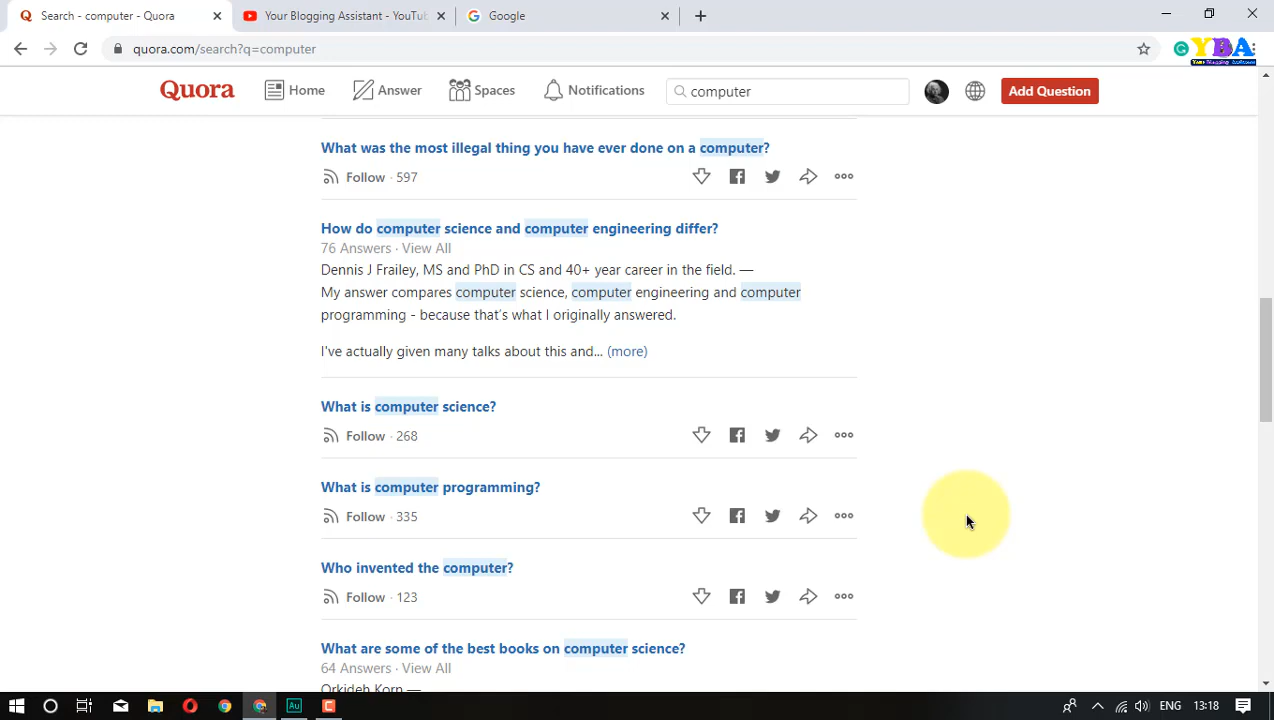 Search - computer - Quora
Your Blogging Assistant - YouTub
Google
quora.com/search?q=computer
YBA
Quora
Home
Answer
Spaces
Notifications
computer
Add Question
What was the most illegal thing you have ever done on a computer?
Follow · 597
How do computer science and computer engineering differ?
76 Answers · View All
Dennis J Frailey, MS and PhD in CS and 40+ year career in the field. —
My answer compares computer science, computer engineering and computer
programming - because that's what I originally answered.
I've actually given many talks about this and... (more)
What is computer science?
Follow · 268
What is computer programming?
Follow · 335
Who invented the computer?
Follow · 123
What are some of the best books on computer science?
64 Answers · View All
Orkideh Korn —
Au
ENG
13:18